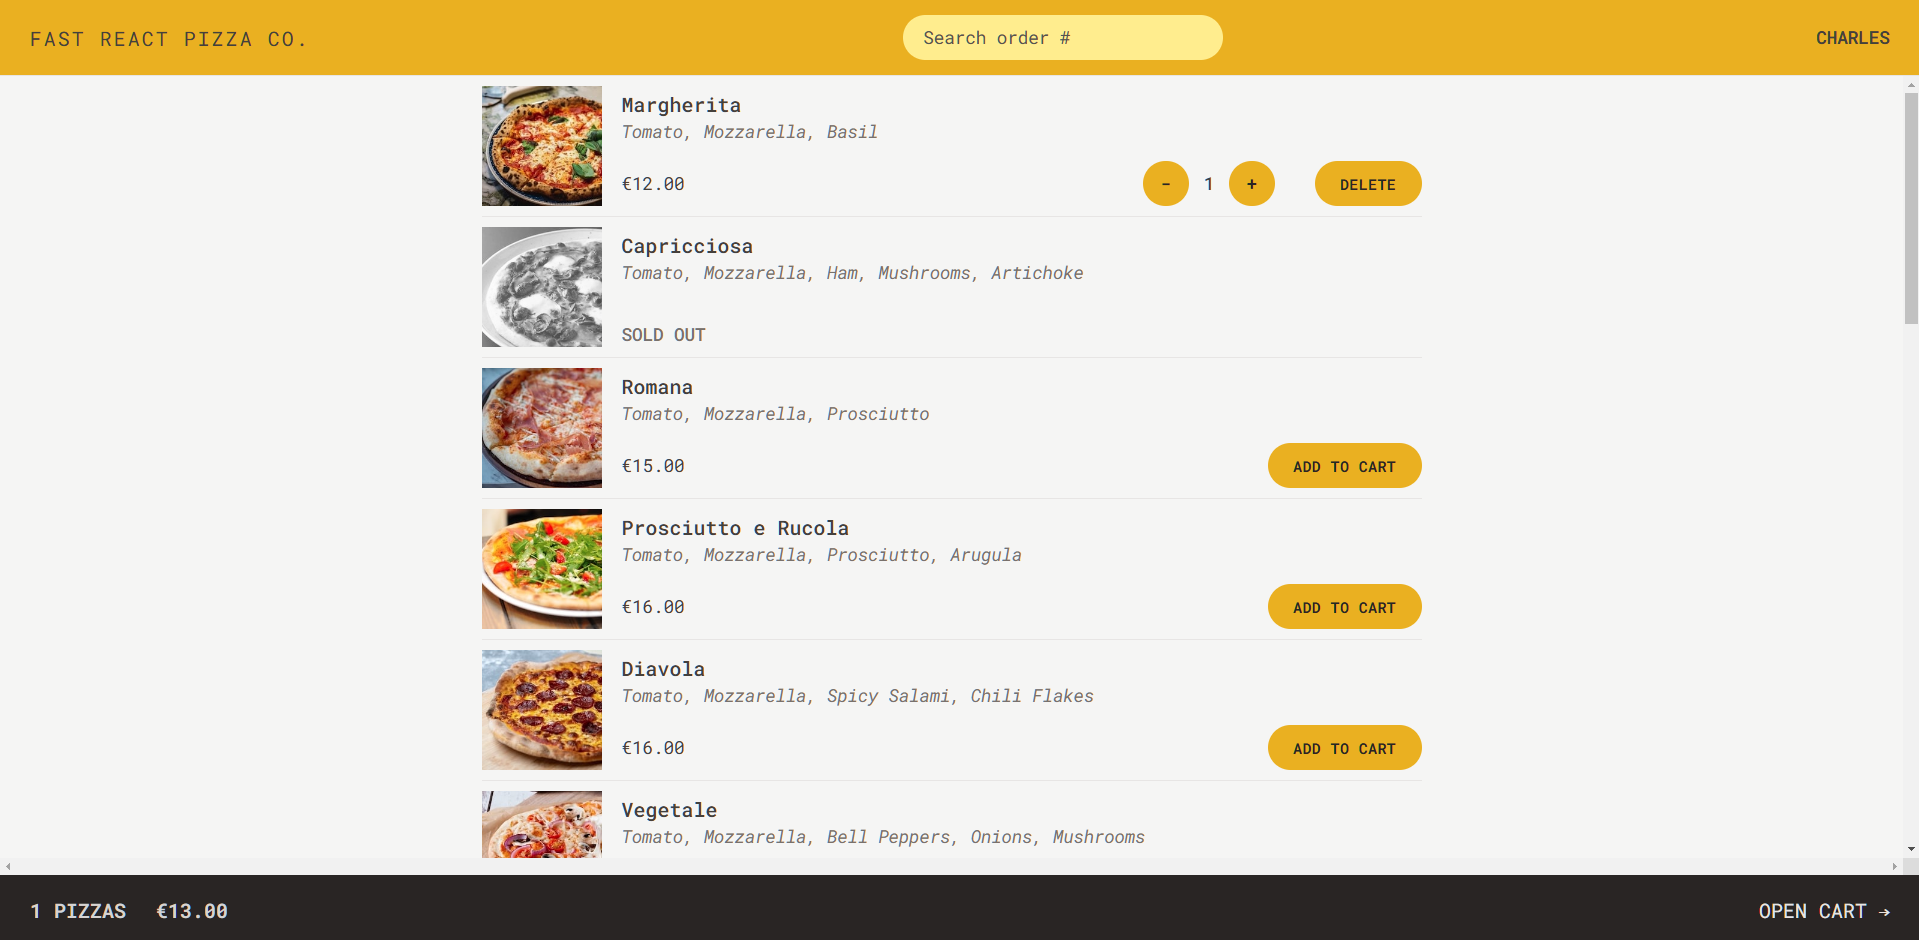 FAST REACT PIZZA CO.
Search order #
CHARLES
Margherita
Tomato, Mozzarella, Basil
€12.00
- 1 + DELETE
Capricciosa
Tomato, Mozzarella, Ham, Mushrooms, Artichoke
SOLD OUT
Romana
Tomato, Mozzarella, Prosciutto
€15.00
ADD TO CART
Prosciutto e Rucola
Tomato, Mozzarella, Prosciutto, Arugula
€16.00
ADD TO CART
Diavola
Tomato, Mozzarella, Spicy Salami, Chili Flakes
€16.00
ADD TO CART
Vegetale
Tomato, Mozzarella, Bell Peppers, Onions, Mushrooms
1 PIZZAS €13.00
OPEN CART →